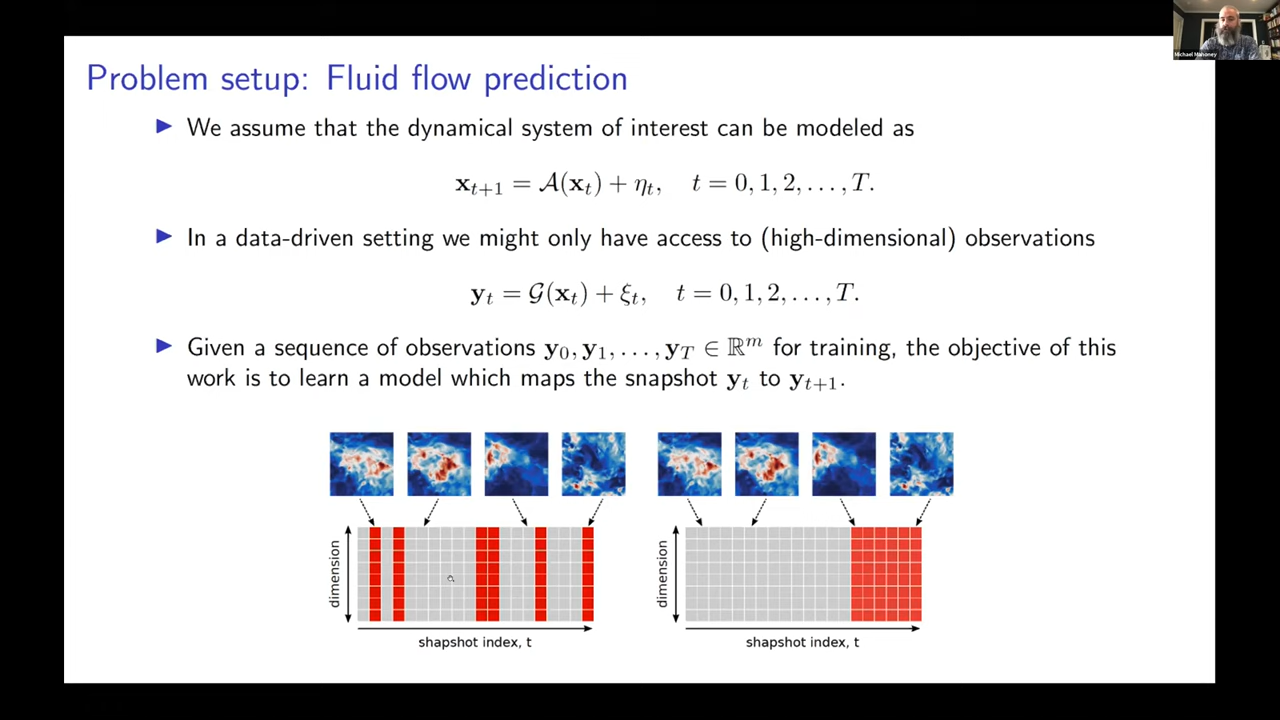 Michael Mahoney
Problem setup: Fluid flow prediction
▶ We assume that the dynamical system of interest can be modeled as
x_{t+1} = 𝒜(x_t) + η_t, t = 0, 1, 2, . . . , T.
▶ In a data-driven setting we might only have access to (high-dimensional) observations
y_t = 𝒢(x_t) + ξ_t, t = 0, 1, 2, . . . , T.
▶ Given a sequence of observations y_0, y_1, . . . , y_T ∈ ℝ^m for training, the objective of this
work is to learn a model which maps the snapshot y_t to y_{t+1}.
dimension
shapshot index, t
dimension
shapshot index, t